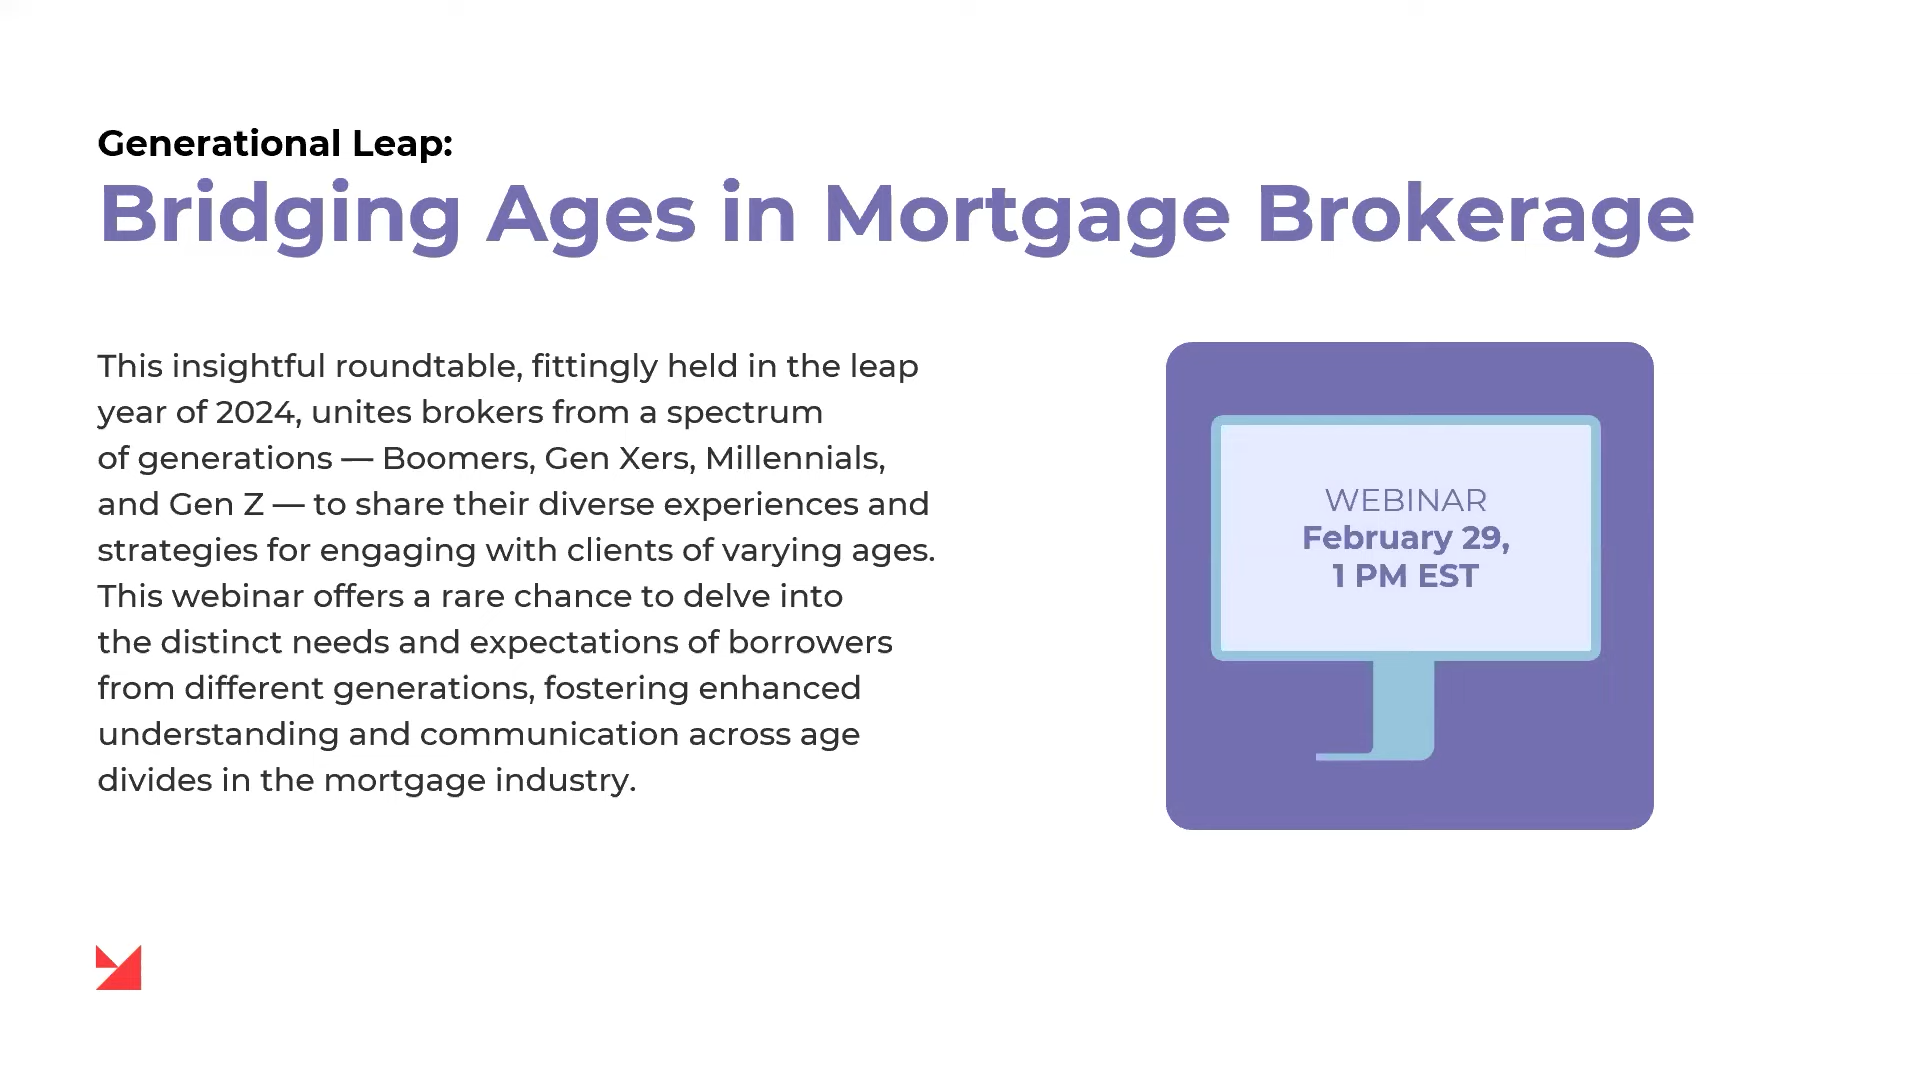 Generational Leap:
Bridging Ages in Mortgage Brokerage
This insightful roundtable, fittingly held in the leap
year of 2024, unites brokers from a spectrum
of generations — Boomers, Gen Xers, Millennials,
and Gen Z — to share their diverse experiences and
strategies for engaging with clients of varying ages.
This webinar offers a rare chance to delve into
the distinct needs and expectations of borrowers
from different generations, fostering enhanced
understanding and communication across age
divides in the mortgage industry.
WEBINAR
February 29,
1 PM EST